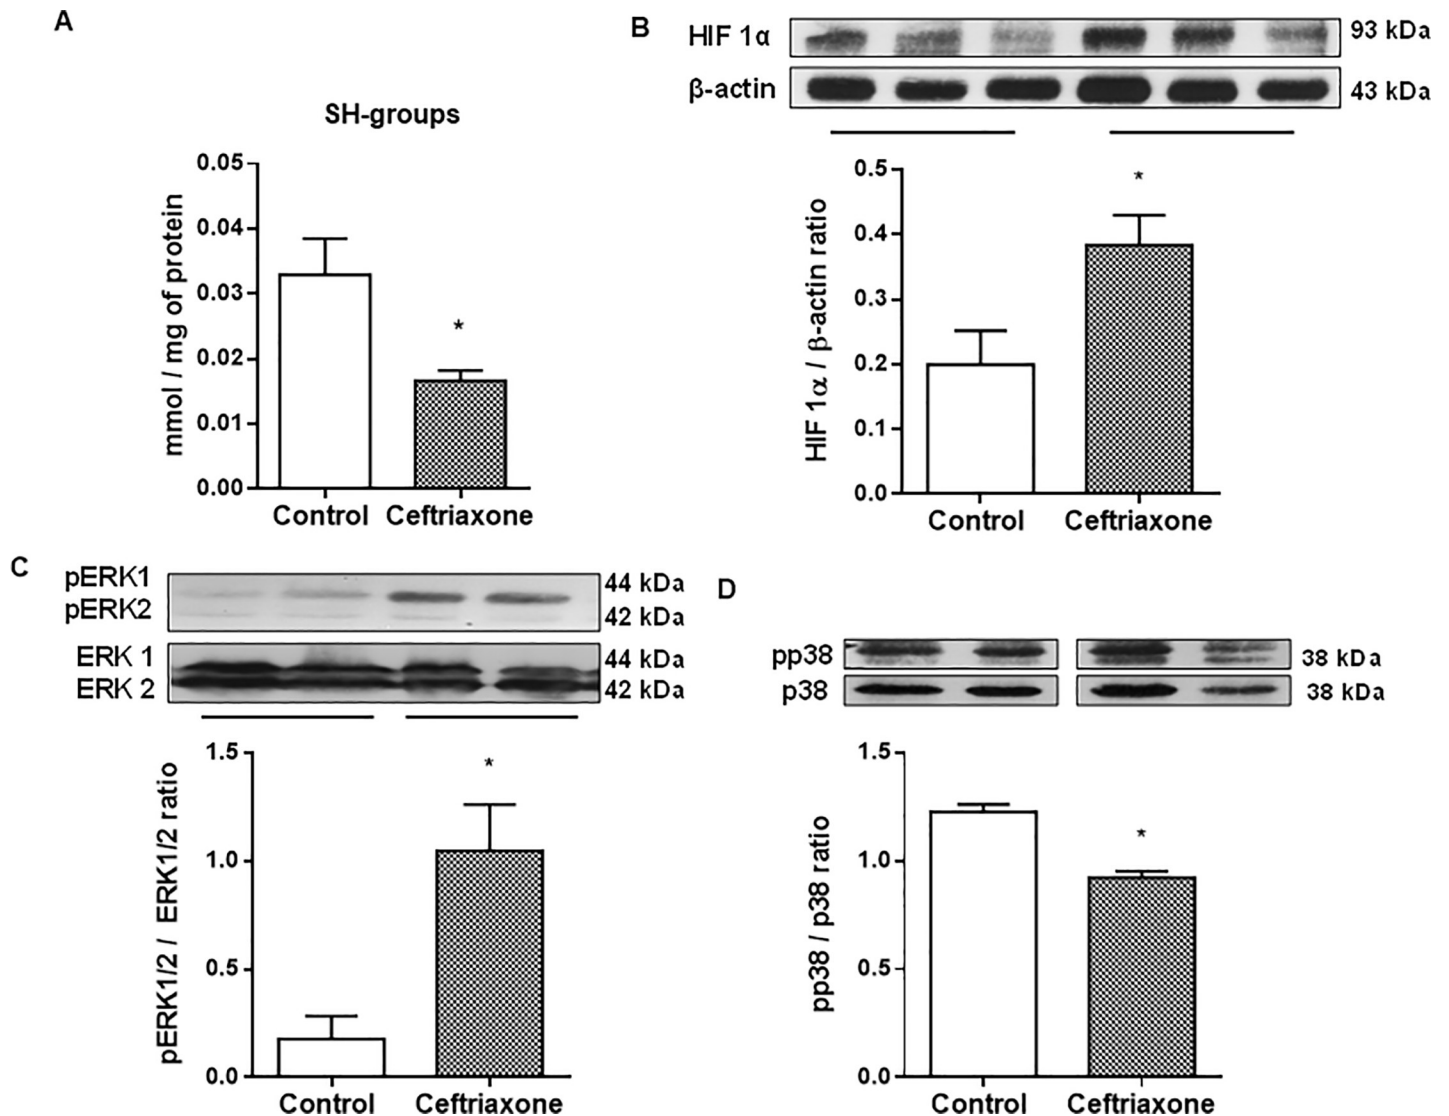 A
SH-groups
mmol / mg of protein
0.05
0.04
0.03
0.02
0.01
0.00
*
Control Ceftriaxone
B
HIF 1α 93 kDa
β-actin 43 kDa
HIF 1α / β-actin ratio
0.5
0.4
0.3
0.2
0.1
0.0
*
Control Ceftriaxone
C
pERK1 44 kDa
pERK2 42 kDa
ERK 1 44 kDa
ERK 2 42 kDa
pERK1/2 / ERK1/2 ratio
1.5
1.0
0.5
0.0
*
Control Ceftriaxone
D
pp38 38 kDa
p38 38 kDa
pp38 / p38 ratio
1.5
1.0
0.5
0.0
*
Control Ceftriaxone